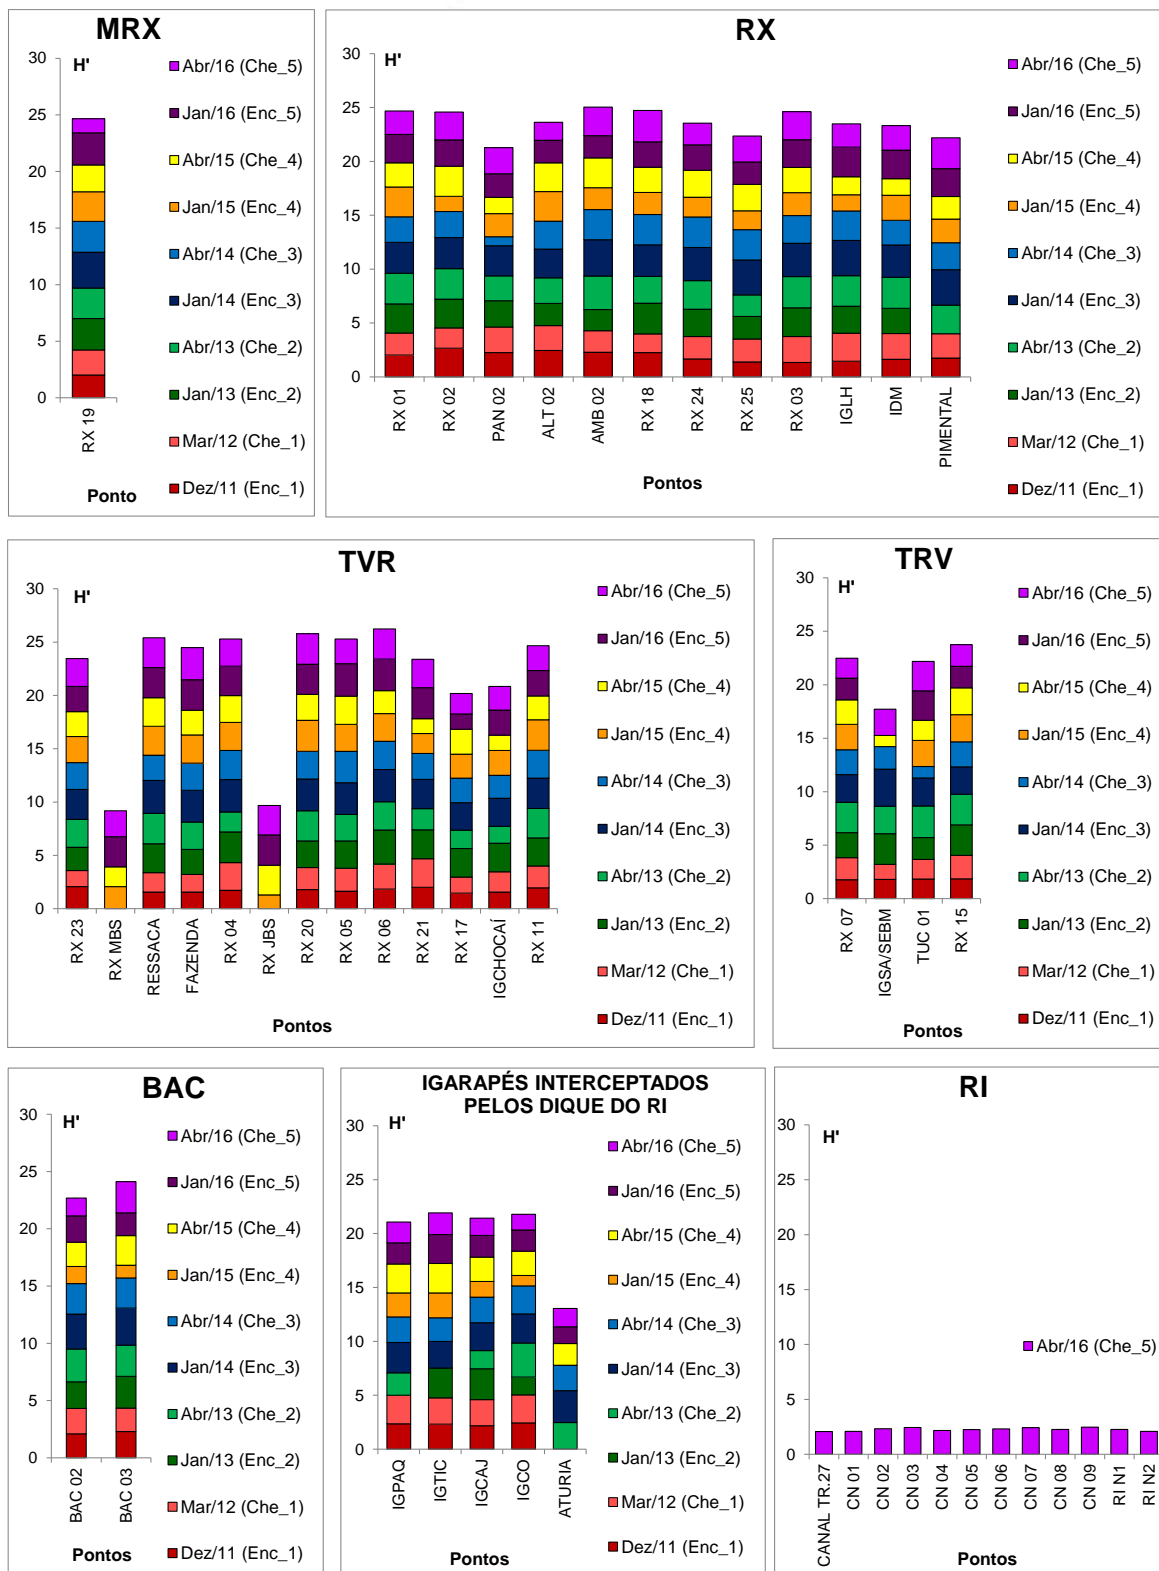 MRX
H'
30
25
20
15
10
5
0
RX 19
Ponto
Abr/16 (Che_5)
Jan/16 (Enc_5)
Abr/15 (Che_4)
Jan/15 (Enc_4)
Abr/14 (Che_3)
Jan/14 (Enc_3)
Abr/13 (Che_2)
Jan/13 (Enc_2)
Mar/12 (Che_1)
Dez/11 (Enc_1)
RX
H'
30
25
20
15
10
5
0
RX 01
RX 02
PAN 02
ALT 02
AMB 02
RX 18
RX 24
RX 25
RX 03
IGLH
IDM
PIMENTAL
Pontos
Abr/16 (Che_5)
Jan/16 (Enc_5)
Abr/15 (Che_4)
Jan/15 (Enc_4)
Abr/14 (Che_3)
Jan/14 (Enc_3)
Abr/13 (Che_2)
Jan/13 (Enc_2)
Mar/12 (Che_1)
Dez/11 (Enc_1)
TVR
H'
30
25
20
15
10
5
0
RX 23
RX MBS
RESSACA
FAZENDA
RX 04
RX JBS
RX 20
RX 05
RX 06
RX 21
RX 17
IGCHOCAÍ
RX 11
Pontos
Abr/16 (Che_5)
Jan/16 (Enc_5)
Abr/15 (Che_4)
Jan/15 (Enc_4)
Abr/14 (Che_3)
Jan/14 (Enc_3)
Abr/13 (Che_2)
Jan/13 (Enc_2)
Mar/12 (Che_1)
Dez/11 (Enc_1)
TRV
H'
30
25
20
15
10
5
0
RX 07
IGSA/SEBM
TUC 01
RX 15
Pontos
Abr/16 (Che_5)
Jan/16 (Enc_5)
Abr/15 (Che_4)
Jan/15 (Enc_4)
Abr/14 (Che_3)
Jan/14 (Enc_3)
Abr/13 (Che_2)
Jan/13 (Enc_2)
Mar/12 (Che_1)
Dez/11 (Enc_1)
BAC
H'
30
25
20
15
10
5
0
BAC 02
BAC 03
Pontos
Abr/16 (Che_5)
Jan/16 (Enc_5)
Abr/15 (Che_4)
Jan/15 (Enc_4)
Abr/14 (Che_3)
Jan/14 (Enc_3)
Abr/13 (Che_2)
Jan/13 (Enc_2)
Mar/12 (Che_1)
Dez/11 (Enc_1)
IGARAPÉS INTERCEPTADOS
PELOS DIQUE DO RI
H'
30
25
20
15
10
5
0
IGPAQ
IGTIC
IGCAJ
IGCO
ATURIA
Pontos
Abr/16 (Che_5)
Jan/16 (Enc_5)
Abr/15 (Che_4)
Jan/15 (Enc_4)
Abr/14 (Che_3)
Jan/14 (Enc_3)
Abr/13 (Che_2)
Jan/13 (Enc_2)
Mar/12 (Che_1)
Dez/11 (Enc_1)
RI
H'
30
25
20
15
10
5
0
Abr/16 (Che_5)
CANAL TR.27
CN 01
CN 02
CN 03
CN 04
CN 05
CN 06
CN 07
CN 08
CN 09
RI N1
RI N2
Pontos